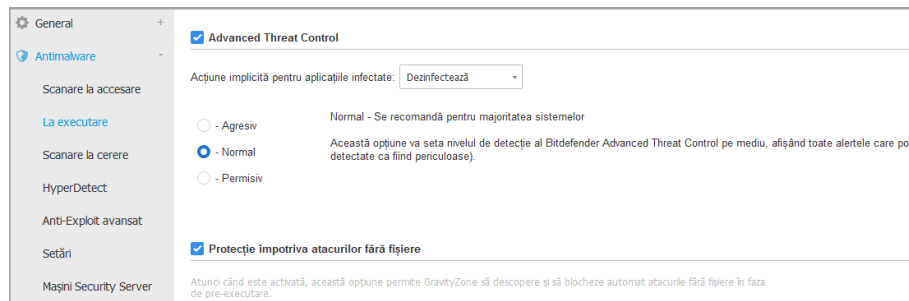 General +
Antimalware -
Scanare la accesare
La executare
Scanare la cerere
HyperDetect
Anti-Exploit avansat
Setări
Mașini Security Server
Advanced Threat Control
Acțiune implicită pentru aplicațiile infectate: Dezinfectează
- Agresiv
- Normal
- Permisiv
Normal - Se recomandă pentru majoritatea sistemelor
Această opțiune va seta nivelul de detecție al Bitdefender Advanced Threat Control pe mediu, afișând toate alertele care po
detectate ca fiind periculoase).
Protecție împotriva atacurilor fără fișiere
Atunci când este activată, această opțiune permite GravityZone să descopere și să blocheze automat atacurile fără fișiere în faza
de pre-executare.